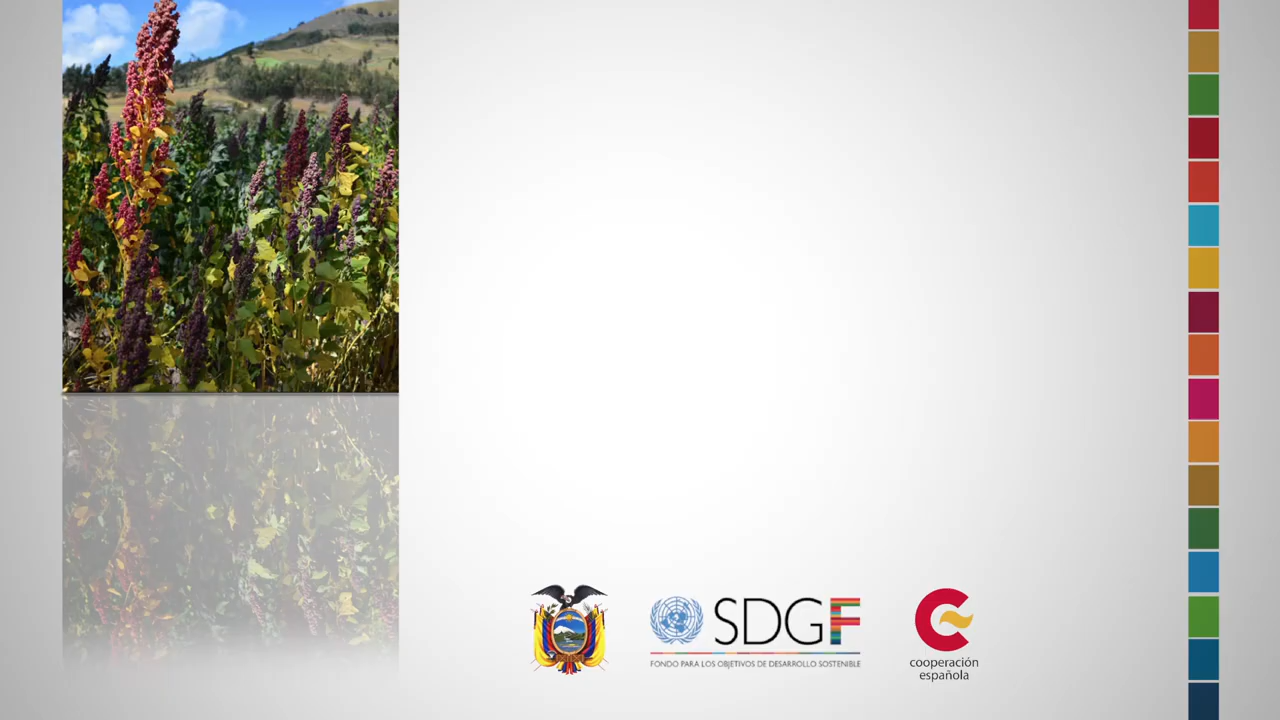 SDGF
FONDO PARA LOS OBJETIVOS DE DESARROLLO SOSTENIBLE
cooperación
española